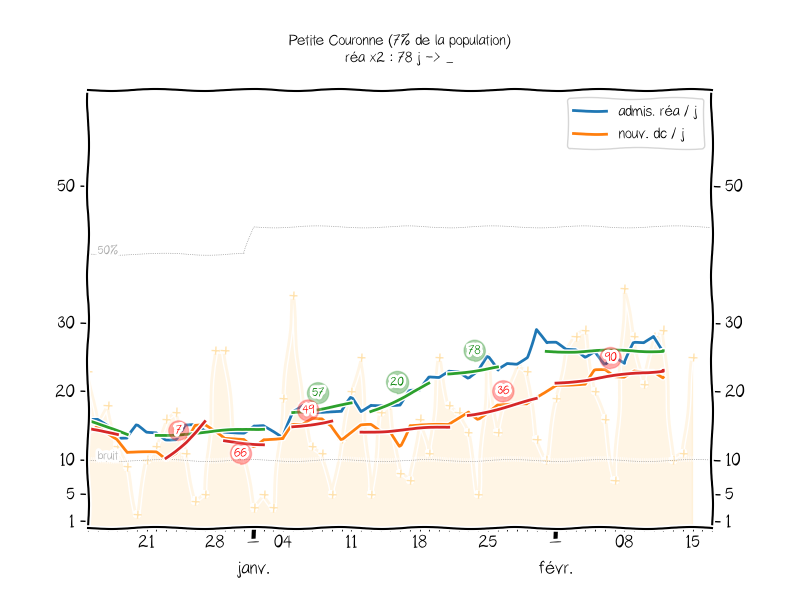 Petite Couronne (7% de la population)
réa x2 : 78 j -> _
admis. réa / j
nouv. dc / j
50 50
50%
30 30
78
90
20 57 20 36 20
49
7
66
10 bruit 10
5 5
1 1
21 28 04 11 18 25 08 15
janv. févr.